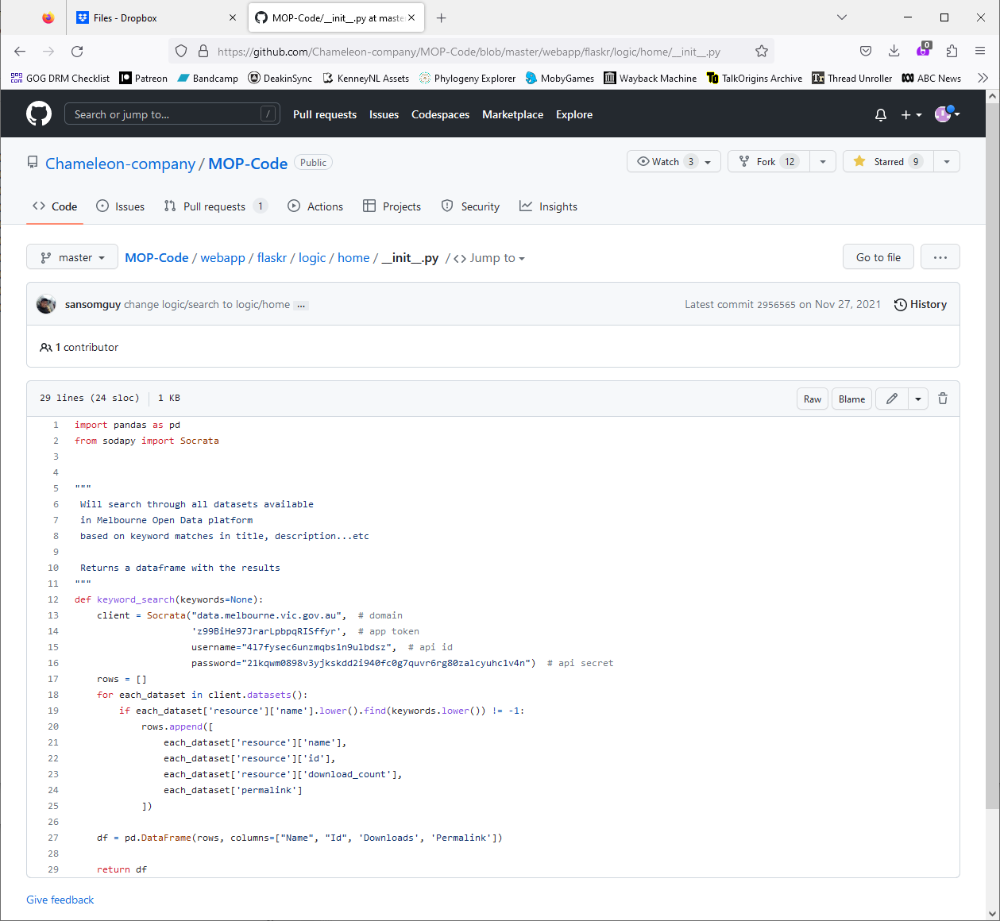 Files - Dropbox
MOP-Code/__init__.py at maste
https://github.com/Chameleon-company/MOP-Code/blob/master/webapp/flaskr/logic/home/__init__.py
0
GOG DRM Checklist Patreon Bandcamp DeakinSync KenneyNL Assets Phylogeny Explorer MobyGames Wayback Machine TalkOrigins Archive Thread Unroller ABC News
Search or jump to... / Pull requests Issues Codespaces Marketplace Explore
Chameleon-company / MOP-Code Public
Watch 3 Fork 12 Starred 9
Code Issues Pull requests 1 Actions Projects Security Insights
master MOP-Code / webapp / flaskr / logic / home / __init__.py / <> Jump to
Go to file ...
sansomguy change logic/search to logic/home ... Latest commit 2956565 on Nov 27, 2021 History
1 contributor
29 lines (24 sloc) 1 KB
Raw Blame
1 import pandas as pd
2 from sodapy import Socrata
3
4
5 """
6 Will search through all datasets available
7 in Melbourne Open Data platform
8 based on keyword matches in title, description...etc
9
10 Returns a dataframe with the results
11 """
12 def keyword_search(keywords=None):
13 client = Socrata("data.melbourne.vic.gov.au", # domain
14 'z99BiHe97JrarLpbpqRISffyr', # app token
15 username="4l7fysec6unzmqbs1n9ulbdsz", # api id
16 password="21kqwm0898v3yjkskdd2i940fc0g7quvr6rg80zalcyuhc1v4n") # api secret
17 rows = []
18 for each_dataset in client.datasets():
19 if each_dataset['resource']['name'].lower().find(keywords.lower()) != -1:
20 rows.append([
21 each_dataset['resource']['name'],
22 each_dataset['resource']['id'],
23 each_dataset['resource']['download_count'],
24 each_dataset['permalink']
25 ])
26
27 df = pd.DataFrame(rows, columns=["Name", "Id", 'Downloads', 'Permalink'])
28
29 return df
Give feedback